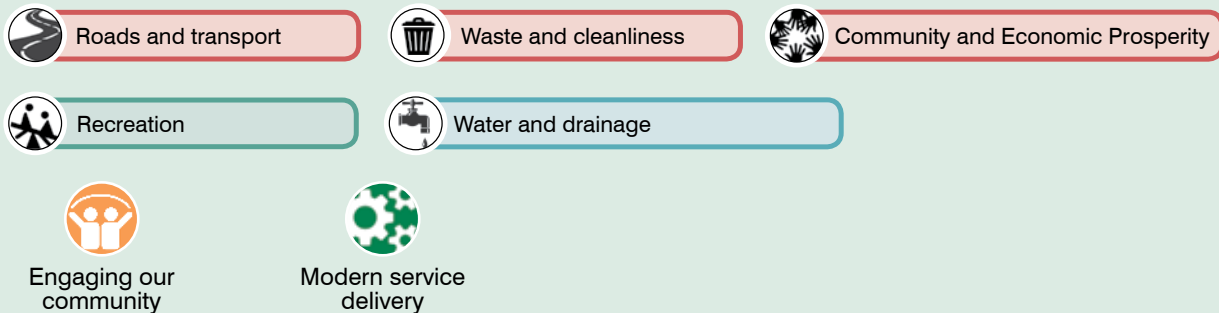 Roads and transport
Waste and cleanliness
Community and Economic Prosperity
Recreation
Water and drainage
Engaging our
community
Modern service
delivery